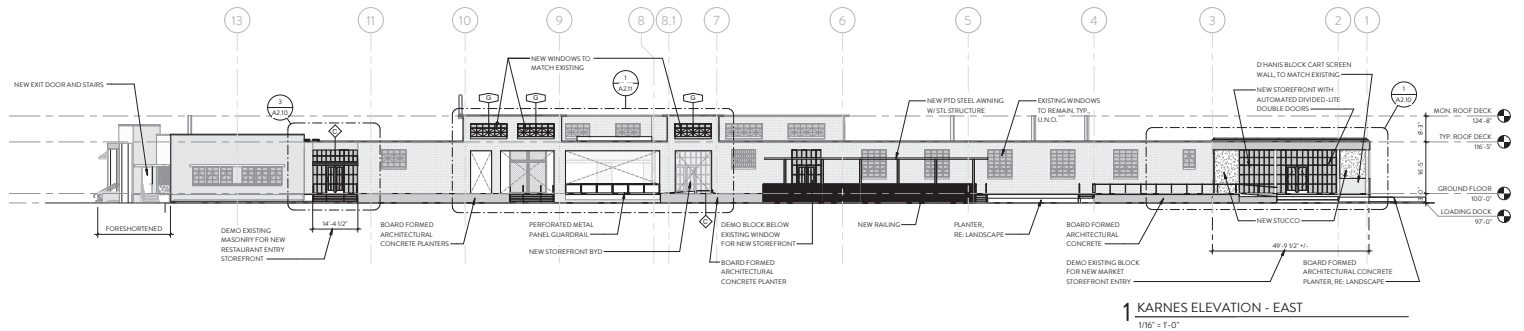 13
11
10
9
8
8.1
7
6
5
4
3
2
1
NEW EXIT DOOR AND STAIRS
3
A2.10
C
NEW WINDOWS TO
MATCH EXISTING
G
G
1
A2.11
G
NEW PTD STEEL AWNING
W/ STL STRUCTURE
EXISTING WINDOWS
TO REMAIN, TYP.,
U.N.O.
D'HANIS BLOCK CART SCREEN
WALL, TO MATCH EXISTING
NEW STOREFRONT WITH
AUTOMATED DIVIDED-LITE
DOUBLE DOORS
1
A2.10
MON. ROOF DECK
124'-8"
8'-3"
TYP. ROOF DECK
116'-5"
16'-5"
GROUND FLOOR
100'-0"
3'-0"
LOADING DOCK
97'-0"
FORESHORTENED
14'-4 1/2"
DEMO EXISTING
MASONRY FOR NEW
RESTAURANT ENTRY
STOREFRONT
BOARD FORMED
ARCHITECTURAL
CONCRETE PLANTERS
PERFORATED METAL
PANEL GUARDRAIL
NEW STOREFRONT BYD
C
BOARD FORMED
ARCHITECTURAL
CONCRETE PLANTER
DEMO BLOCK BELOW
EXISTING WINDOW
FOR NEW STOREFRONT
NEW RAILING
PLANTER,
RE: LANDSCAPE
BOARD FORMED
ARCHITECTURAL
CONCRETE
DEMO EXISTING BLOCK
FOR NEW MARKET
STOREFRONT ENTRY
NEW STUCCO
49'-9 1/2" +/-
BOARD FORMED
ARCHITECTURAL CONCRETE
PLANTER, RE: LANDSCAPE
1 KARNES ELEVATION - EAST
1/16" = 1'-0"